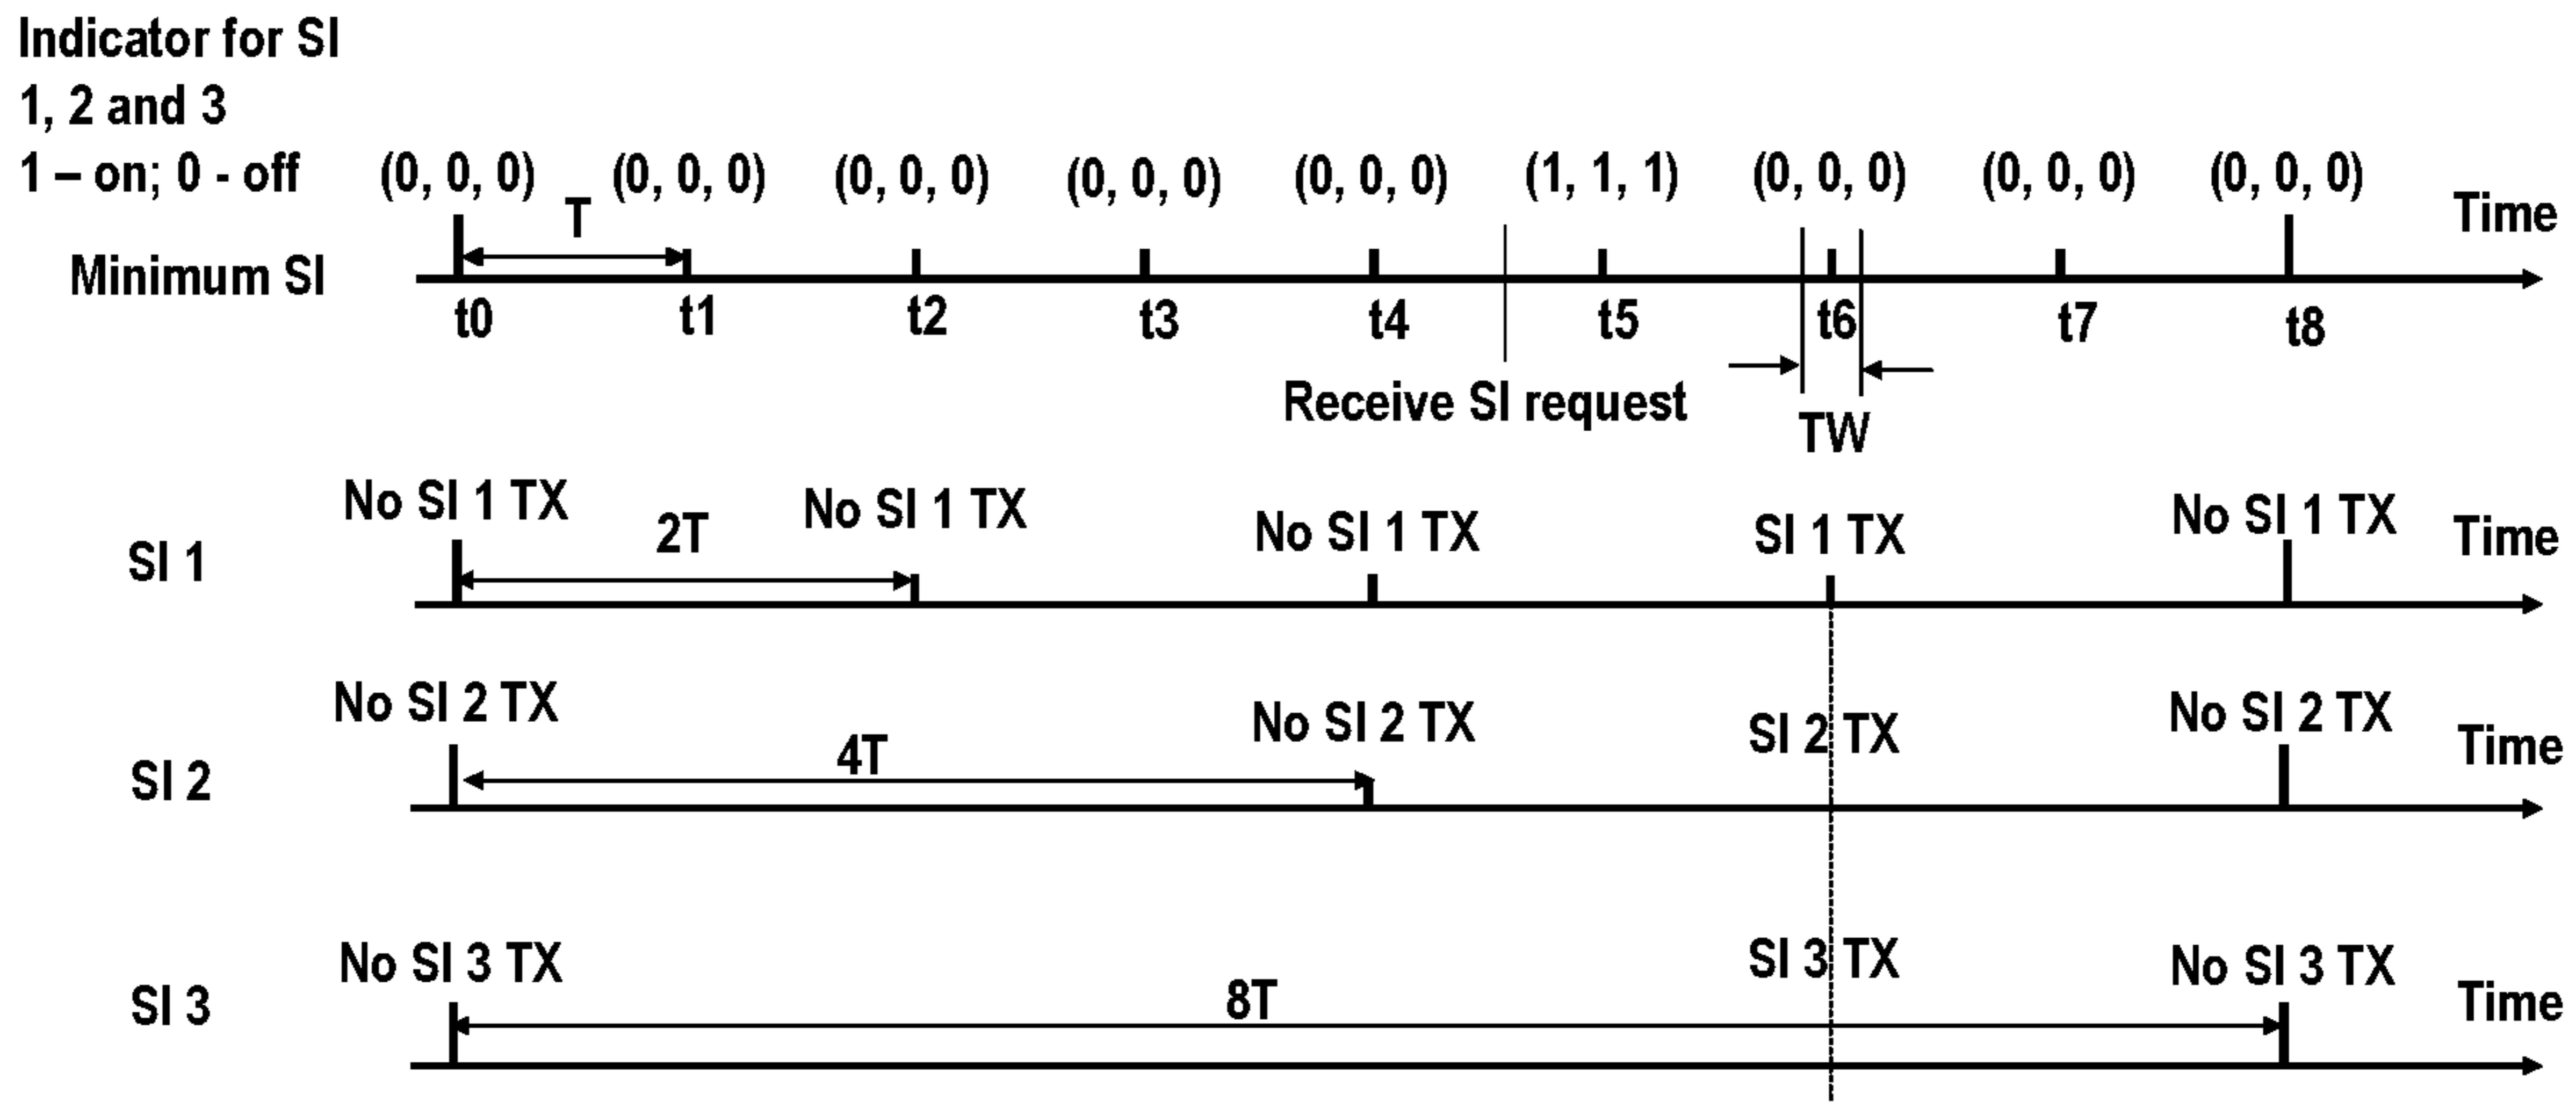 Indicator for SI
1, 2 and 3
1 – on; 0 - off (0, 0, 0) (0, 0, 0) (0, 0, 0) (0, 0, 0) (0, 0, 0) (1, 1, 1) (0, 0, 0) (0, 0, 0) (0, 0, 0)
T Time
Minimum SI
t0 t1 t2 t3 t4 t5 t6 t7 t8
Receive SI request
TW
No SI 1 TX No SI 1 TX No SI 1 TX SI 1 TX No SI 1 TX
SI 1 2T Time
No SI 2 TX No SI 2 TX SI 2 TX No SI 2 TX
SI 2 4T Time
No SI 3 TX SI 3 TX No SI 3 TX
SI 3 8T Time